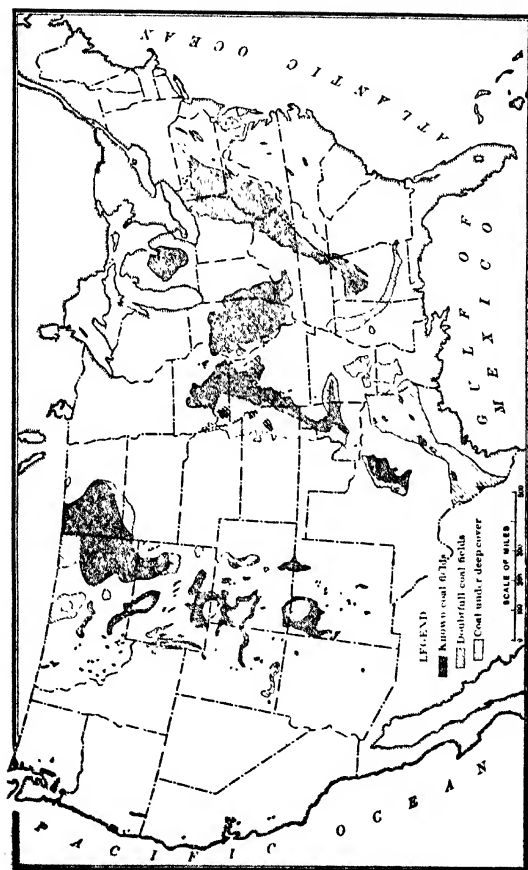 ATLANTIC OCEAN
GULF OF
MEXICO
PACIFIC OCEAN
LEGEND
Known coal fields
Doubtfull coal fields
Coal under deep cover
SCALE OF MILES